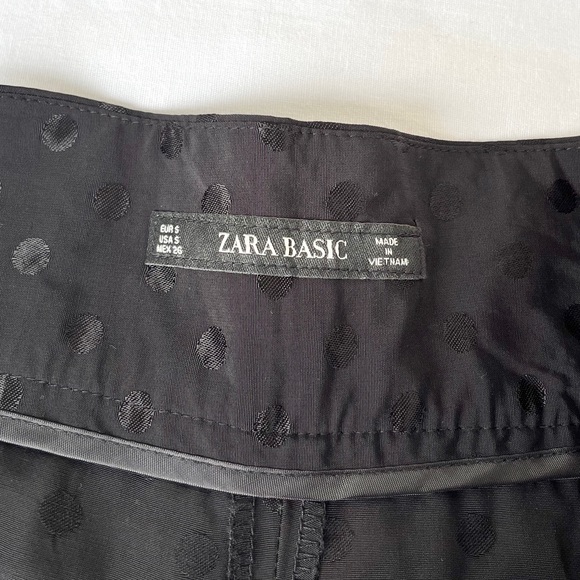 EUR S
USA S
MEX 26
ZARA BASIC
MADE
IN
VIETNAM